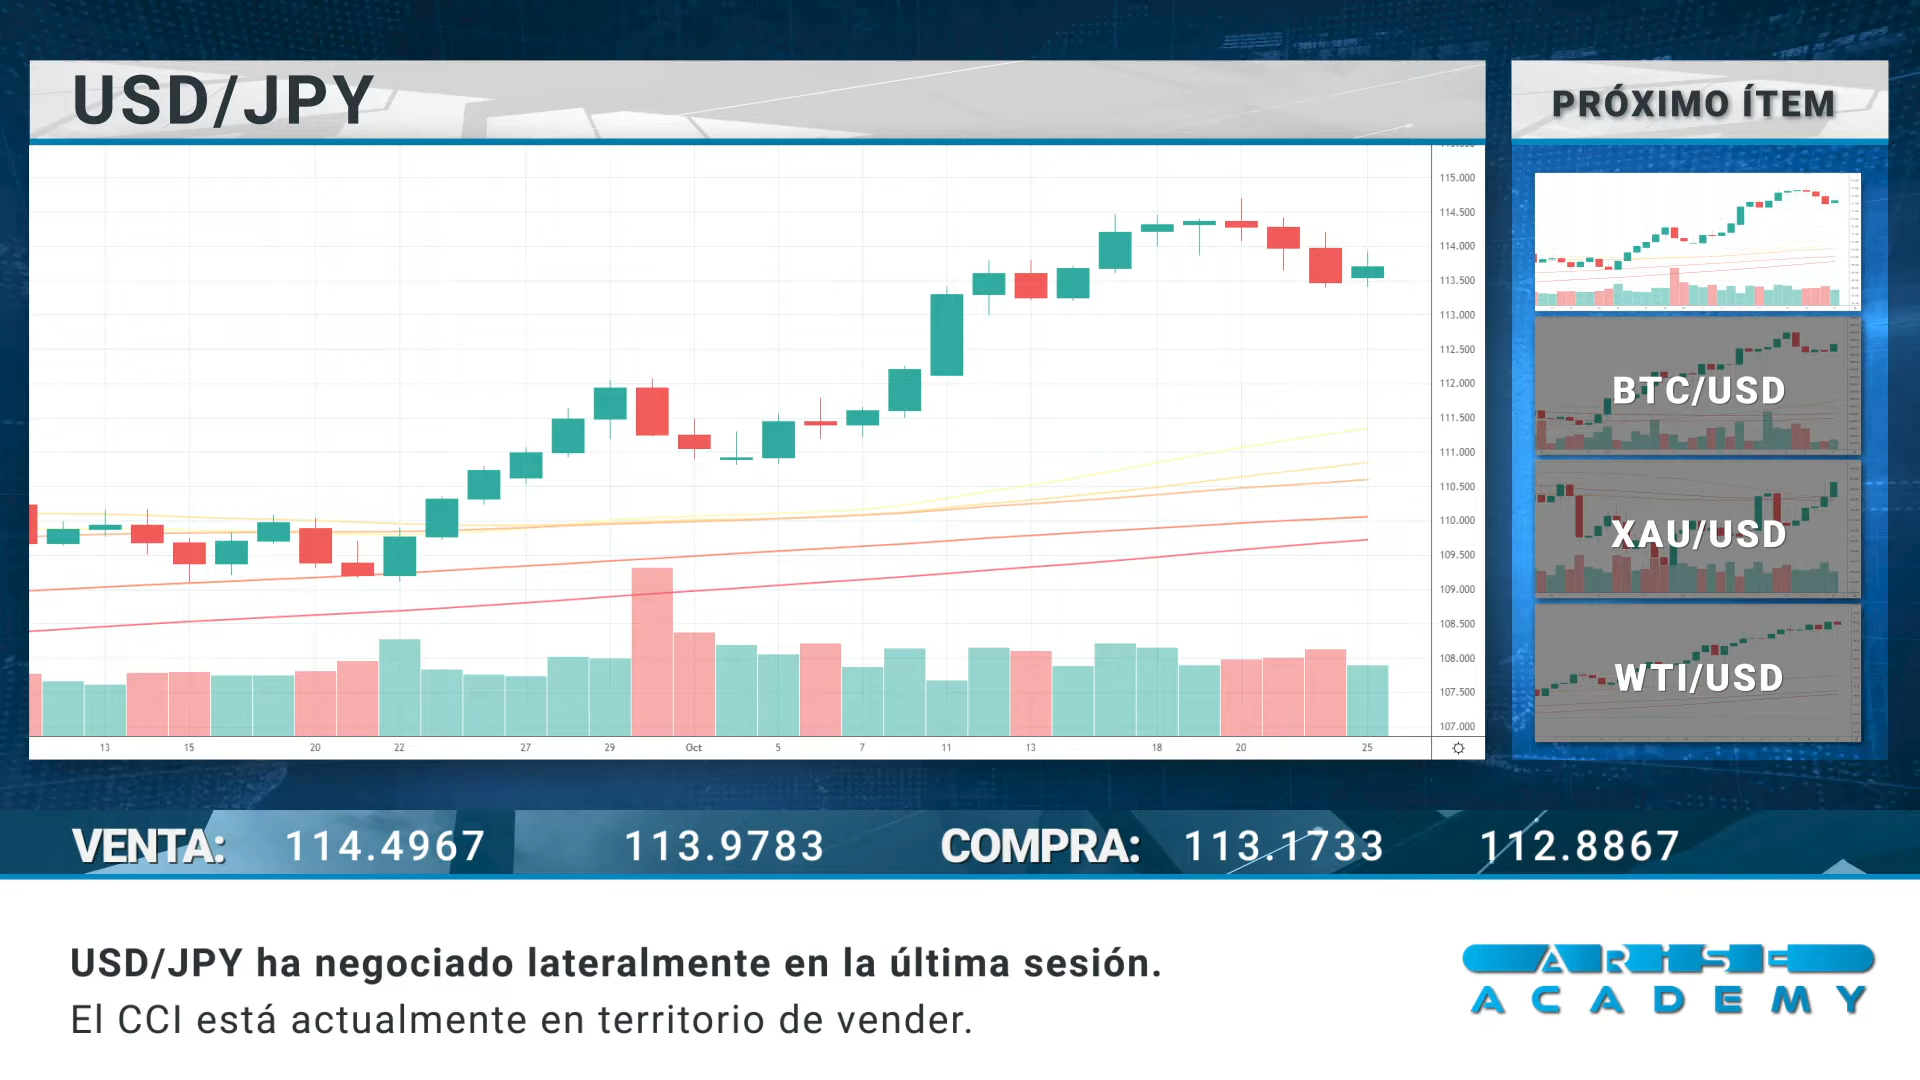 USD/JPY
PRÓXIMO ÍTEM
115.000
114.500
114.000
113.500
113.000
112.500
112.000
111.500
111.000
110.500
110.000
109.500
109.000
108.500
108.000
107.500
107.000
13 15 20 22 27 29 Oct 5 7 11 13 18 20 25
BTC/USD
XAU/USD
WTI/USD
VENTA: 114.4967 113.9783 COMPRA: 113.1733 112.8867
USD/JPY ha negociado lateralmente en la última sesión.
El CCI está actualmente en territorio de vender.
ARISE
ACADEMY